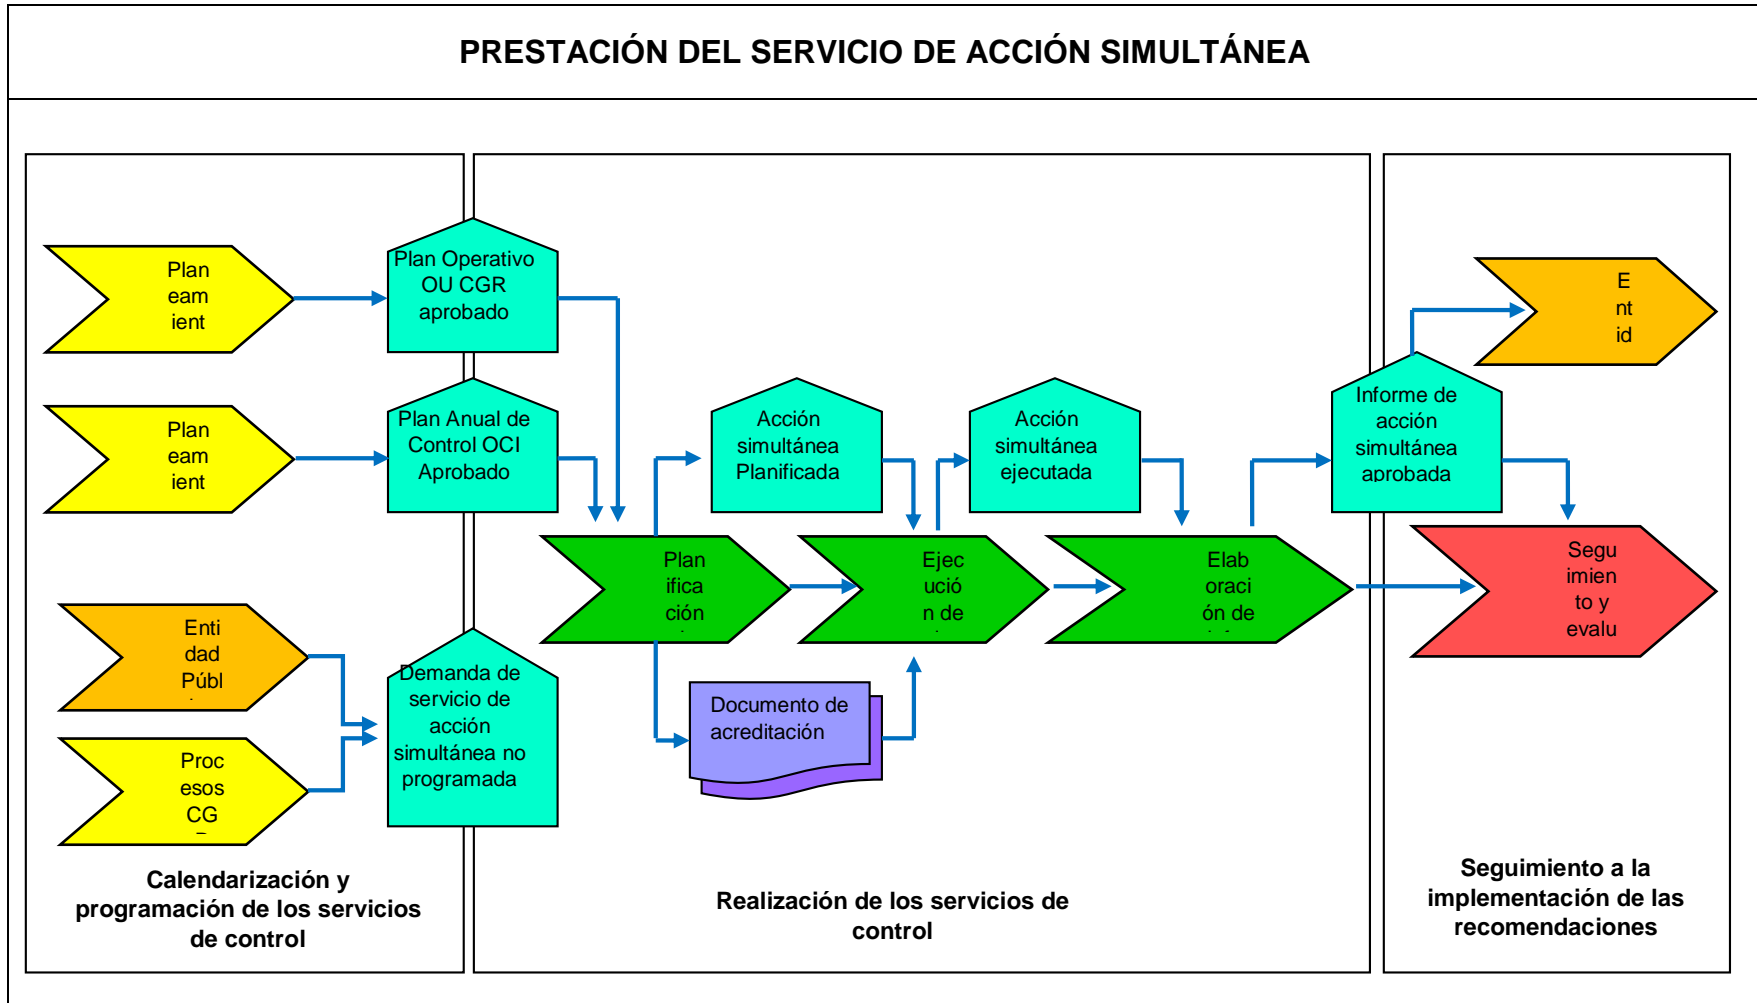 PRESTACIÓN DEL SERVICIO DE ACCIÓN SIMULTÁNEA
Plan
eam
ient
Plan Operativo
OU CGR
aprobado
Plan
eam
ient
Plan Anual de
Control OCI
Aprobado
Enti
dad
Públ
Proc
esos
CG
Demanda de
servicio de
acción
simultánea no
programada
Calendarización y
programación de los servicios
de control
Acción
simultánea
Planificada
Acción
simultánea
ejecutada
Plan
ifica
ción
Ejec
ució
n de
Elab
oraci
ón de
Documento de
acreditación
Realización de los servicios de
control
Informe de
acción
simultánea
aprobada
E
nt
id
Segu
imien
to y
evalu
Seguimiento a la
implementación de las
recomendaciones